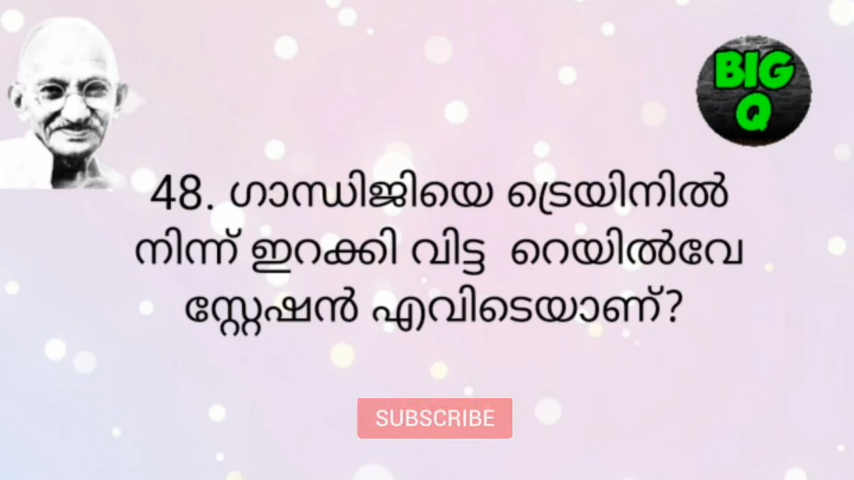 BIG
Q
48. ഗാന്ധിജിയെ ട്രെയിനിൽ
നിന്ന് ഇറക്കി വിട്ട റെയിൽവേ
സ്റ്റേഷൻ എവിടെയാണ്?
SUBSCRIBE